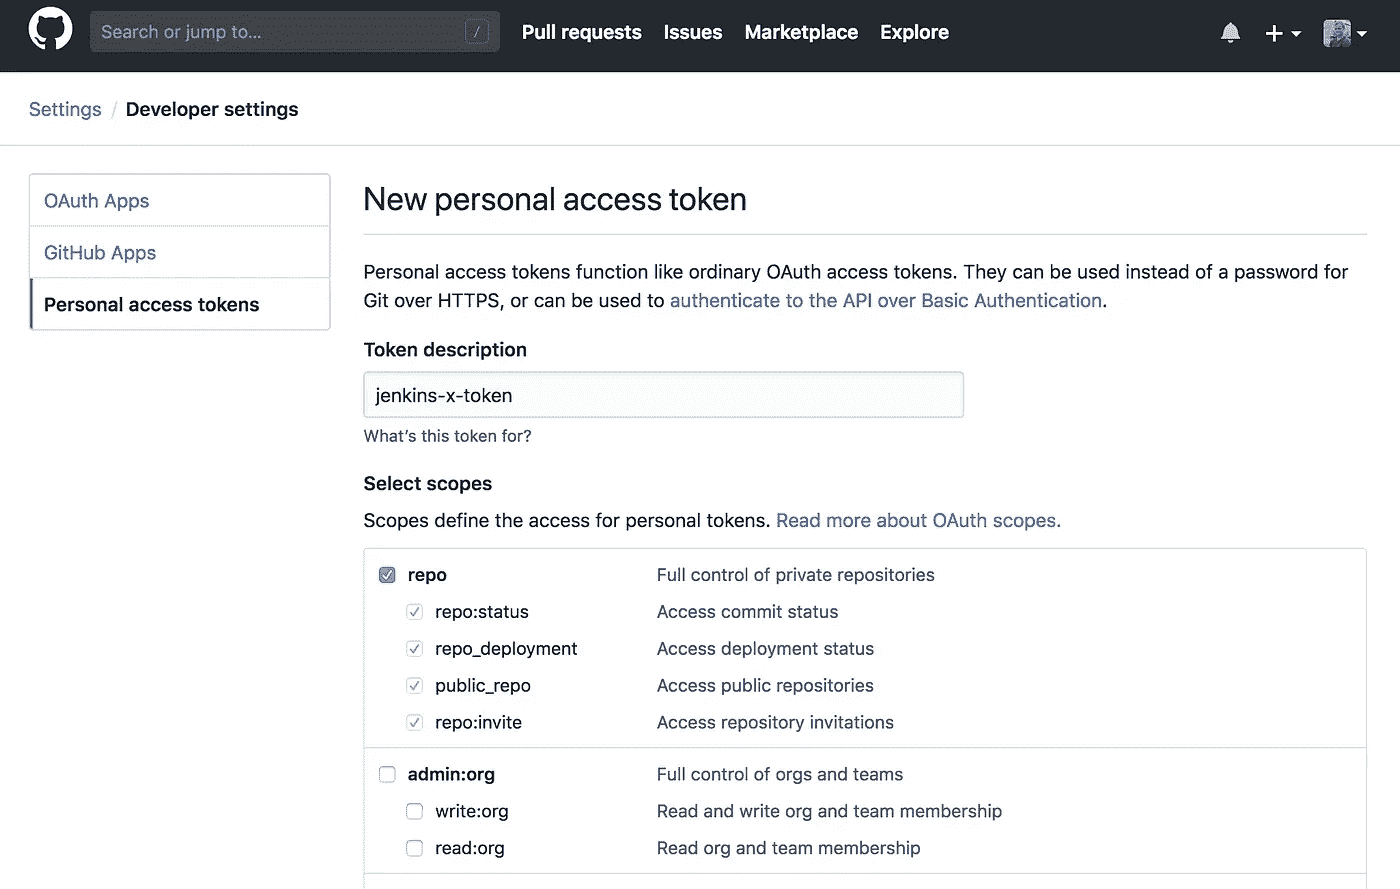 Search or jump to... /
Pull requests Issues Marketplace Explore
Settings / Developer settings
OAuth Apps
GitHub Apps
Personal access tokens
New personal access token
Personal access tokens function like ordinary OAuth access tokens. They can be used instead of a password for
Git over HTTPS, or can be used to authenticate to the API over Basic Authentication.
Token description
jenkins-x-token
What's this token for?
Select scopes
Scopes define the access for personal tokens. Read more about OAuth scopes.
repo Full control of private repositories
repo:status Access commit status
repo_deployment Access deployment status
public_repo Access public repositories
repo:invite Access repository invitations
admin:org Full control of orgs and teams
write:org Read and write org and team membership
read:org Read org and team membership